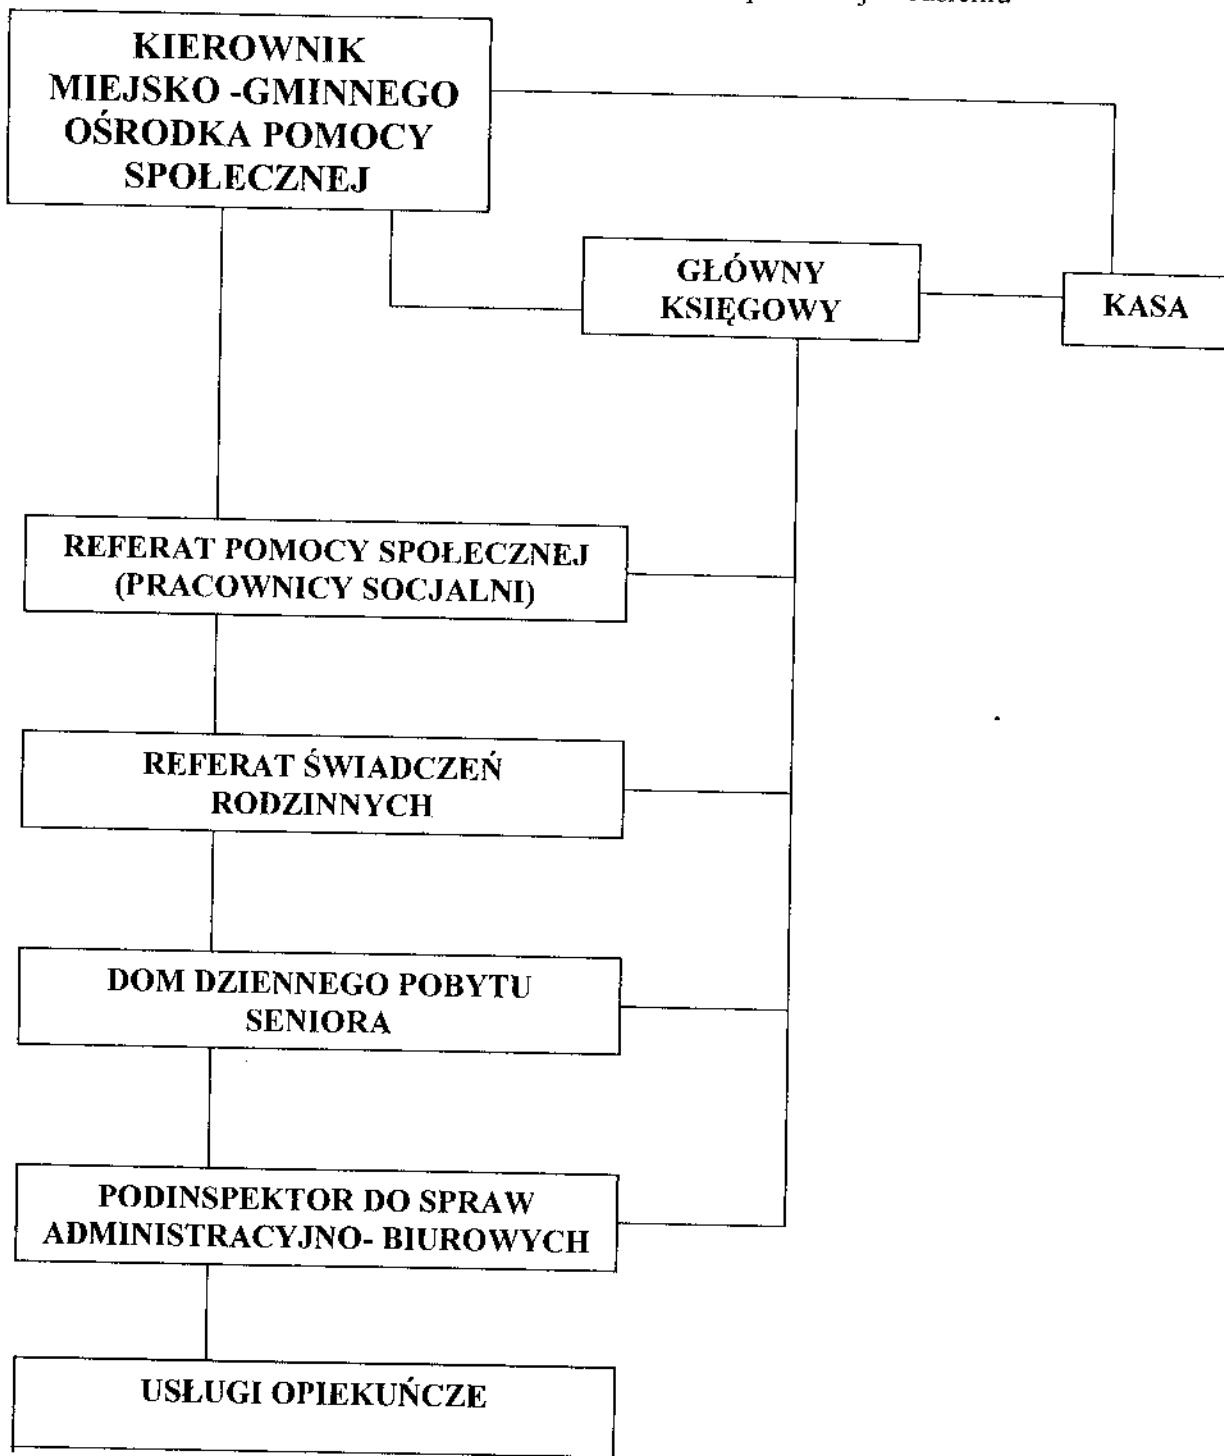 KIEROWNIK
MIEJSKO -GMINNEGO
OŚRODKA POMOCY
SPOŁECZNEJ
GŁÓWNY
KSIĘGOWY
KASA
REFERAT POMOCY SPOŁECZNEJ
(PRACOWNICY SOCJALNI)
REFERAT ŚWIADCZEŃ
RODZINNYCH
DOM DZIENNEGO POBYTU
SENIORA
PODINSPEKTOR DO SPRAW
ADMINISTRACYJNO- BIUROWYCH
USŁUGI OPIEKUŃCZE